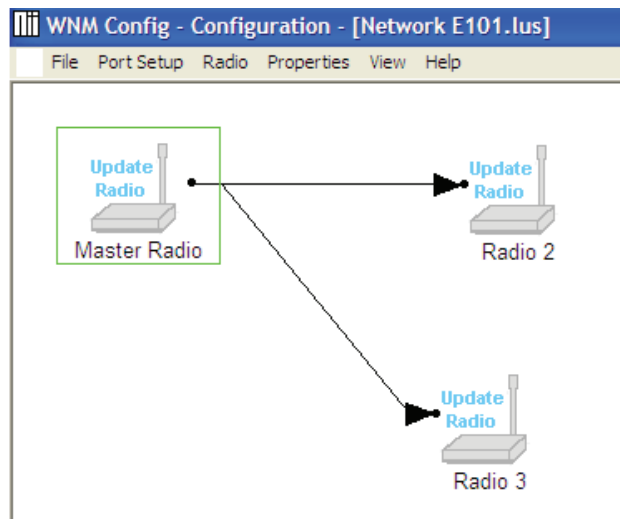 WNM Config - Configuration - [Network E101.lus]
File Port Setup Radio Properties View Help
Update
Radio
Master Radio
Update
Radio
Radio 2
Update
Radio
Radio 3